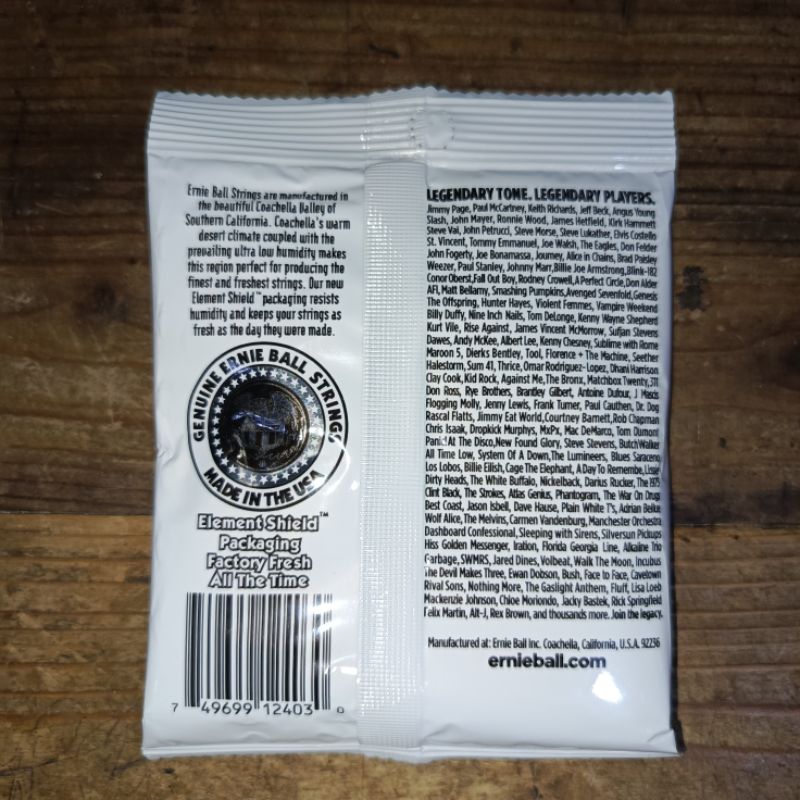 Ernie Ball Strings are manufactured in
the beautiful Coachella Valley of
Southern California. Coachella's warm
desert climate coupled with the
prevailing ultra low humidity makes
this region perfect for producing the
finest and freshest strings. Our new
Element Shield™ packaging resists
humidity and keeps your strings as
fresh as the day they were made.
GENUINE ERNIE BALL STRINGS
MADE IN THE USA
Element Shield™
Packaging
Factory Fresh
All The Time
7 49699 12403 0
LEGENDARY TONE. LEGENDARY PLAYERS.
Jimmy Page, Paul McCartney, Keith Richards, Jeff Beck, Angus Young
Slash, John Mayer, Ronnie Wood, James Hetfield, Kirk Hammett
Steve Vai, John Petrucci, Steve Morse, Steve Lukather, Elvis Costello
St. Vincent, Tommy Emmanuel, Joe Walsh, The Eagles, Don Felder
John Fogerty, Joe Bonamassa, Journey, Alice in Chains, Brad Paisley
Weezer, Paul Stanley, Johnny Marr, Billie Joe Armstrong, Blink-182
Conor Oberst, Fall Out Boy, Rodney Crowell, A Perfect Circle, Don Alder
AFI, Matt Bellamy, Smashing Pumpkins, Avenged Sevenfold, Genesis
The Offspring, Hunter Hayes, Violent Femmes, Vampire Weekend
Billy Duffy, Nine Inch Nails, Tom DeLonge, Kenny Wayne Shepherd
Kurt Vile, Rise Against, James Vincent McMorrow, Sufjan Stevens
Dawes, Andy McKee, Albert Lee, Kenny Chesney, Sublime with Rome
Maroon 5, Dierks Bentley, Tool, Florence + The Machine, Seether
Halestorm, Sum 41, Thrice, Omar Rodriguez-Lopez, Dhani Harrison
Clay Cook, Kid Rock, Against Me, The Bronx, Matchbox Twenty, 311
Don Ross, Rye Brothers, Brantley Gilbert, Antoine Dufour, J Mascis
Flogging Molly, Jenny Lewis, Frank Turner, Paul Cauthen, Dr. Dog
Rascal Flatts, Jimmy Eat World, Courtney Barnett, Rob Chapman
Chris Isaak, Dropkick Murphys, MxPx, Mac DeMarco, Tom Dumont
Panic! At The Disco, New Found Glory, Steve Stevens, Butch Walker
All Time Low, System Of A Down, The Lumineers, Blues Saraceno
Los Lobos, Billie Eilish, Cage The Elephant, A Day To Remembe,
Dirty Heads, The White Buffalo, Nickelback, Darius Rucker, The 1975
Clint Black, The Strokes, Atlas Genius, Phantogram, The War On Drugs
Best Coast, Jason Isbell, Dave Hause, Plain White T's, Adrian Belew
Wolf Alice, The Melvins, Carmen Vandenburg, Manchester Orchestra
Dashboard Confessional, Sleeping with Sirens, Silversun Pickups
Hiss Golden Messenger, Iration, Florida Georgia Line, Alkaline Trio
Garbage, SWMRS, Jared Dines, Volbeat, Walk The Moon, Incubus
The Devil Makes Three, Ewan Dobson, Bush, Face to Face, Cavetown
Rival Sons, Nothing More, The Gaslight Anthem, Fluff, Lisa Loeb
Mackenzie Johnson, Chloe Moriondo, Jacky Bastek, Rick Springfield
Felix Martin, Alt-J, Rex Brown, and thousands more. Join the legacy.
Manufactured at: Ernie Ball Inc. Coachella, California, U.S.A. 92236
ernieball.com